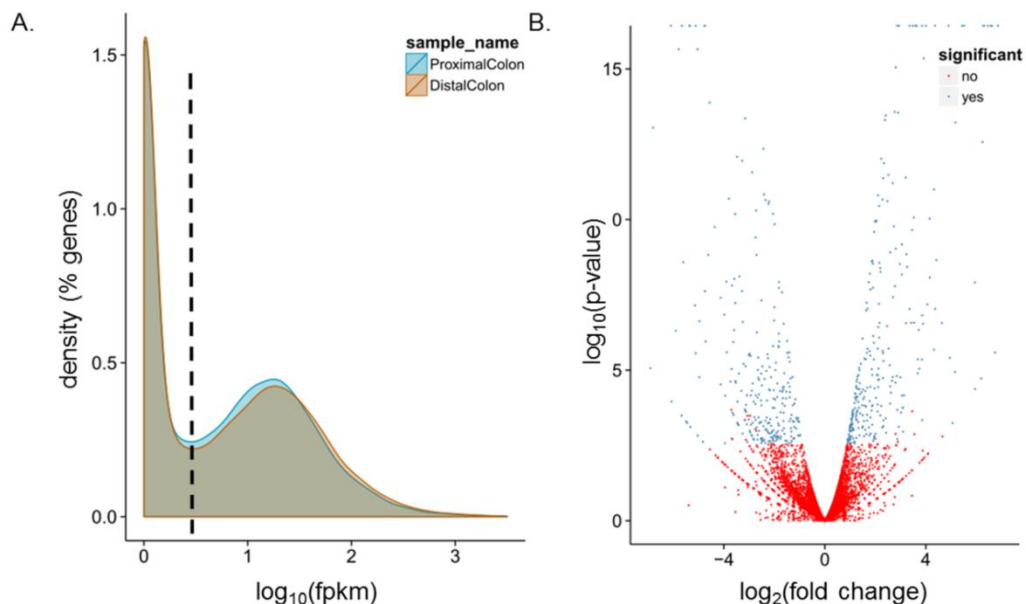 A.
sample_name
ProximalColon
DistalColon
1.5
1.0
0.5
0.0
density (% genes)
0
1
2
3
log₁₀(fpkm)
B.
significant
no
yes
15
0
5
0
log₁₀(p-value)
−4
0
4
log₂(fold change)